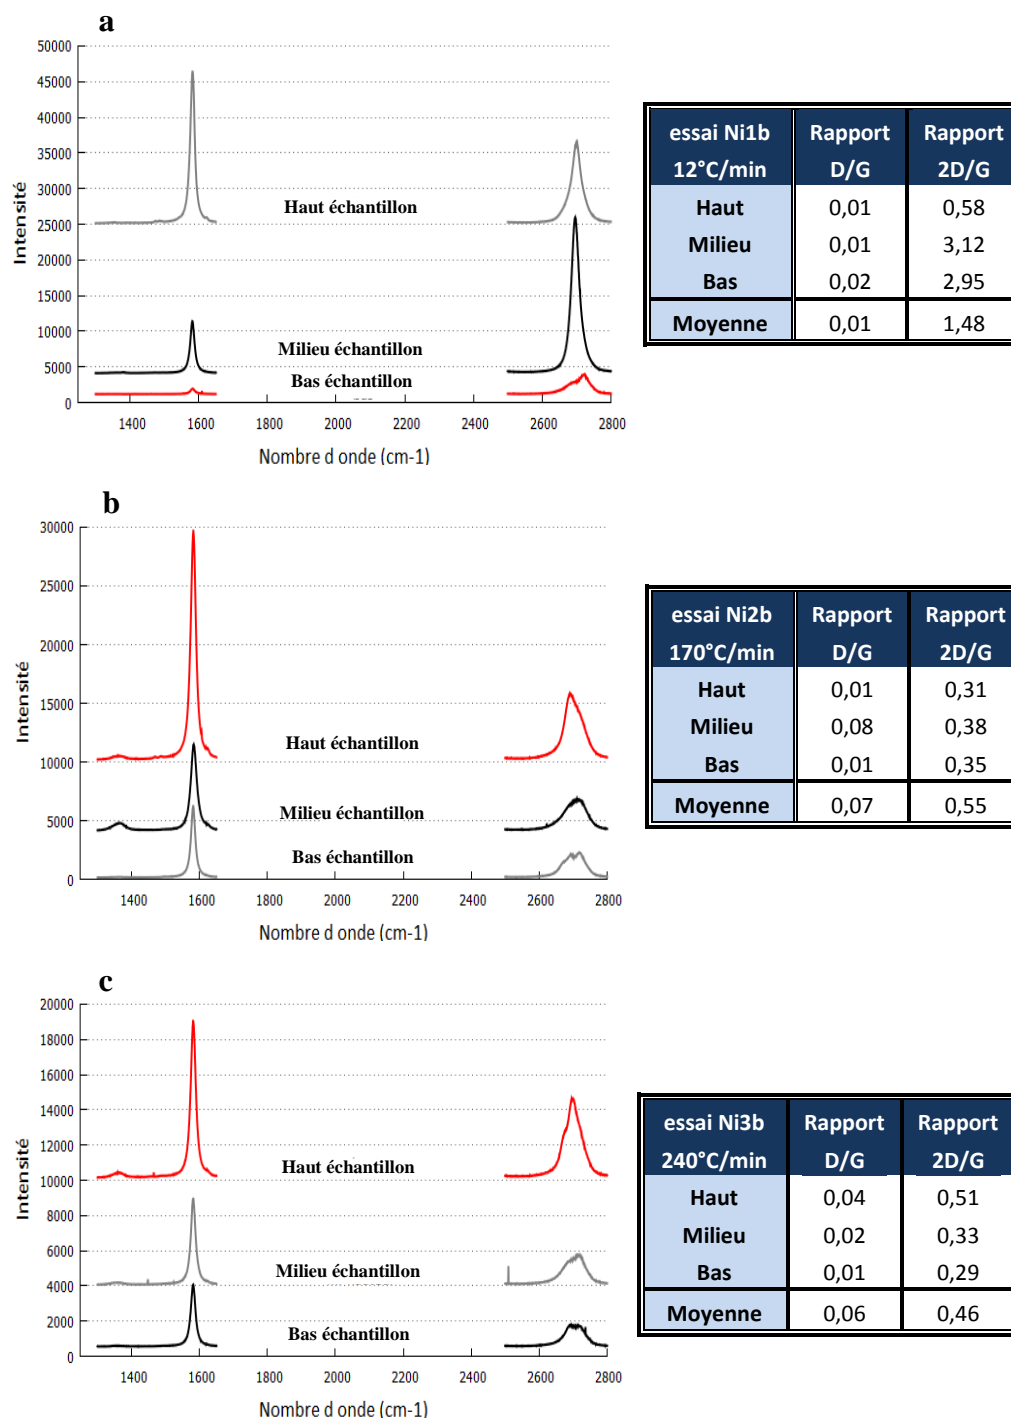 a
50000
45000
40000
35000
30000
25000
20000
15000
10000
5000
0
Intensité
Haut échantillon
Milieu échantillon
Bas échantillon
1400 1600 1800 2000 2200 2400 2600 2800
Nombre d onde (cm-1)
essai Ni1b Rapport Rapport
12°C/min D/G 2D/G
Haut 0,01 0,58
Milieu 0,01 3,12
Bas 0,02 2,95
Moyenne 0,01 1,48
b
30000
25000
20000
15000
10000
5000
0
Intensité
Haut échantillon
Milieu échantillon
Bas échantillon
1400 1600 1800 2000 2200 2400 2600 2800
Nombre d onde (cm-1)
essai Ni2b Rapport Rapport
170°C/min D/G 2D/G
Haut 0,01 0,31
Milieu 0,08 0,38
Bas 0,01 0,35
Moyenne 0,07 0,55
c
20000
18000
16000
14000
12000
10000
8000
6000
4000
2000
0
Intensité
Haut échantillon
Milieu échantillon
Bas échantillon
1400 1600 1800 2000 2200 2400 2600 2800
Nombre d onde (cm-1)
essai Ni3b Rapport Rapport
240°C/min D/G 2D/G
Haut 0,04 0,51
Milieu 0,02 0,33
Bas 0,01 0,29
Moyenne 0,06 0,46